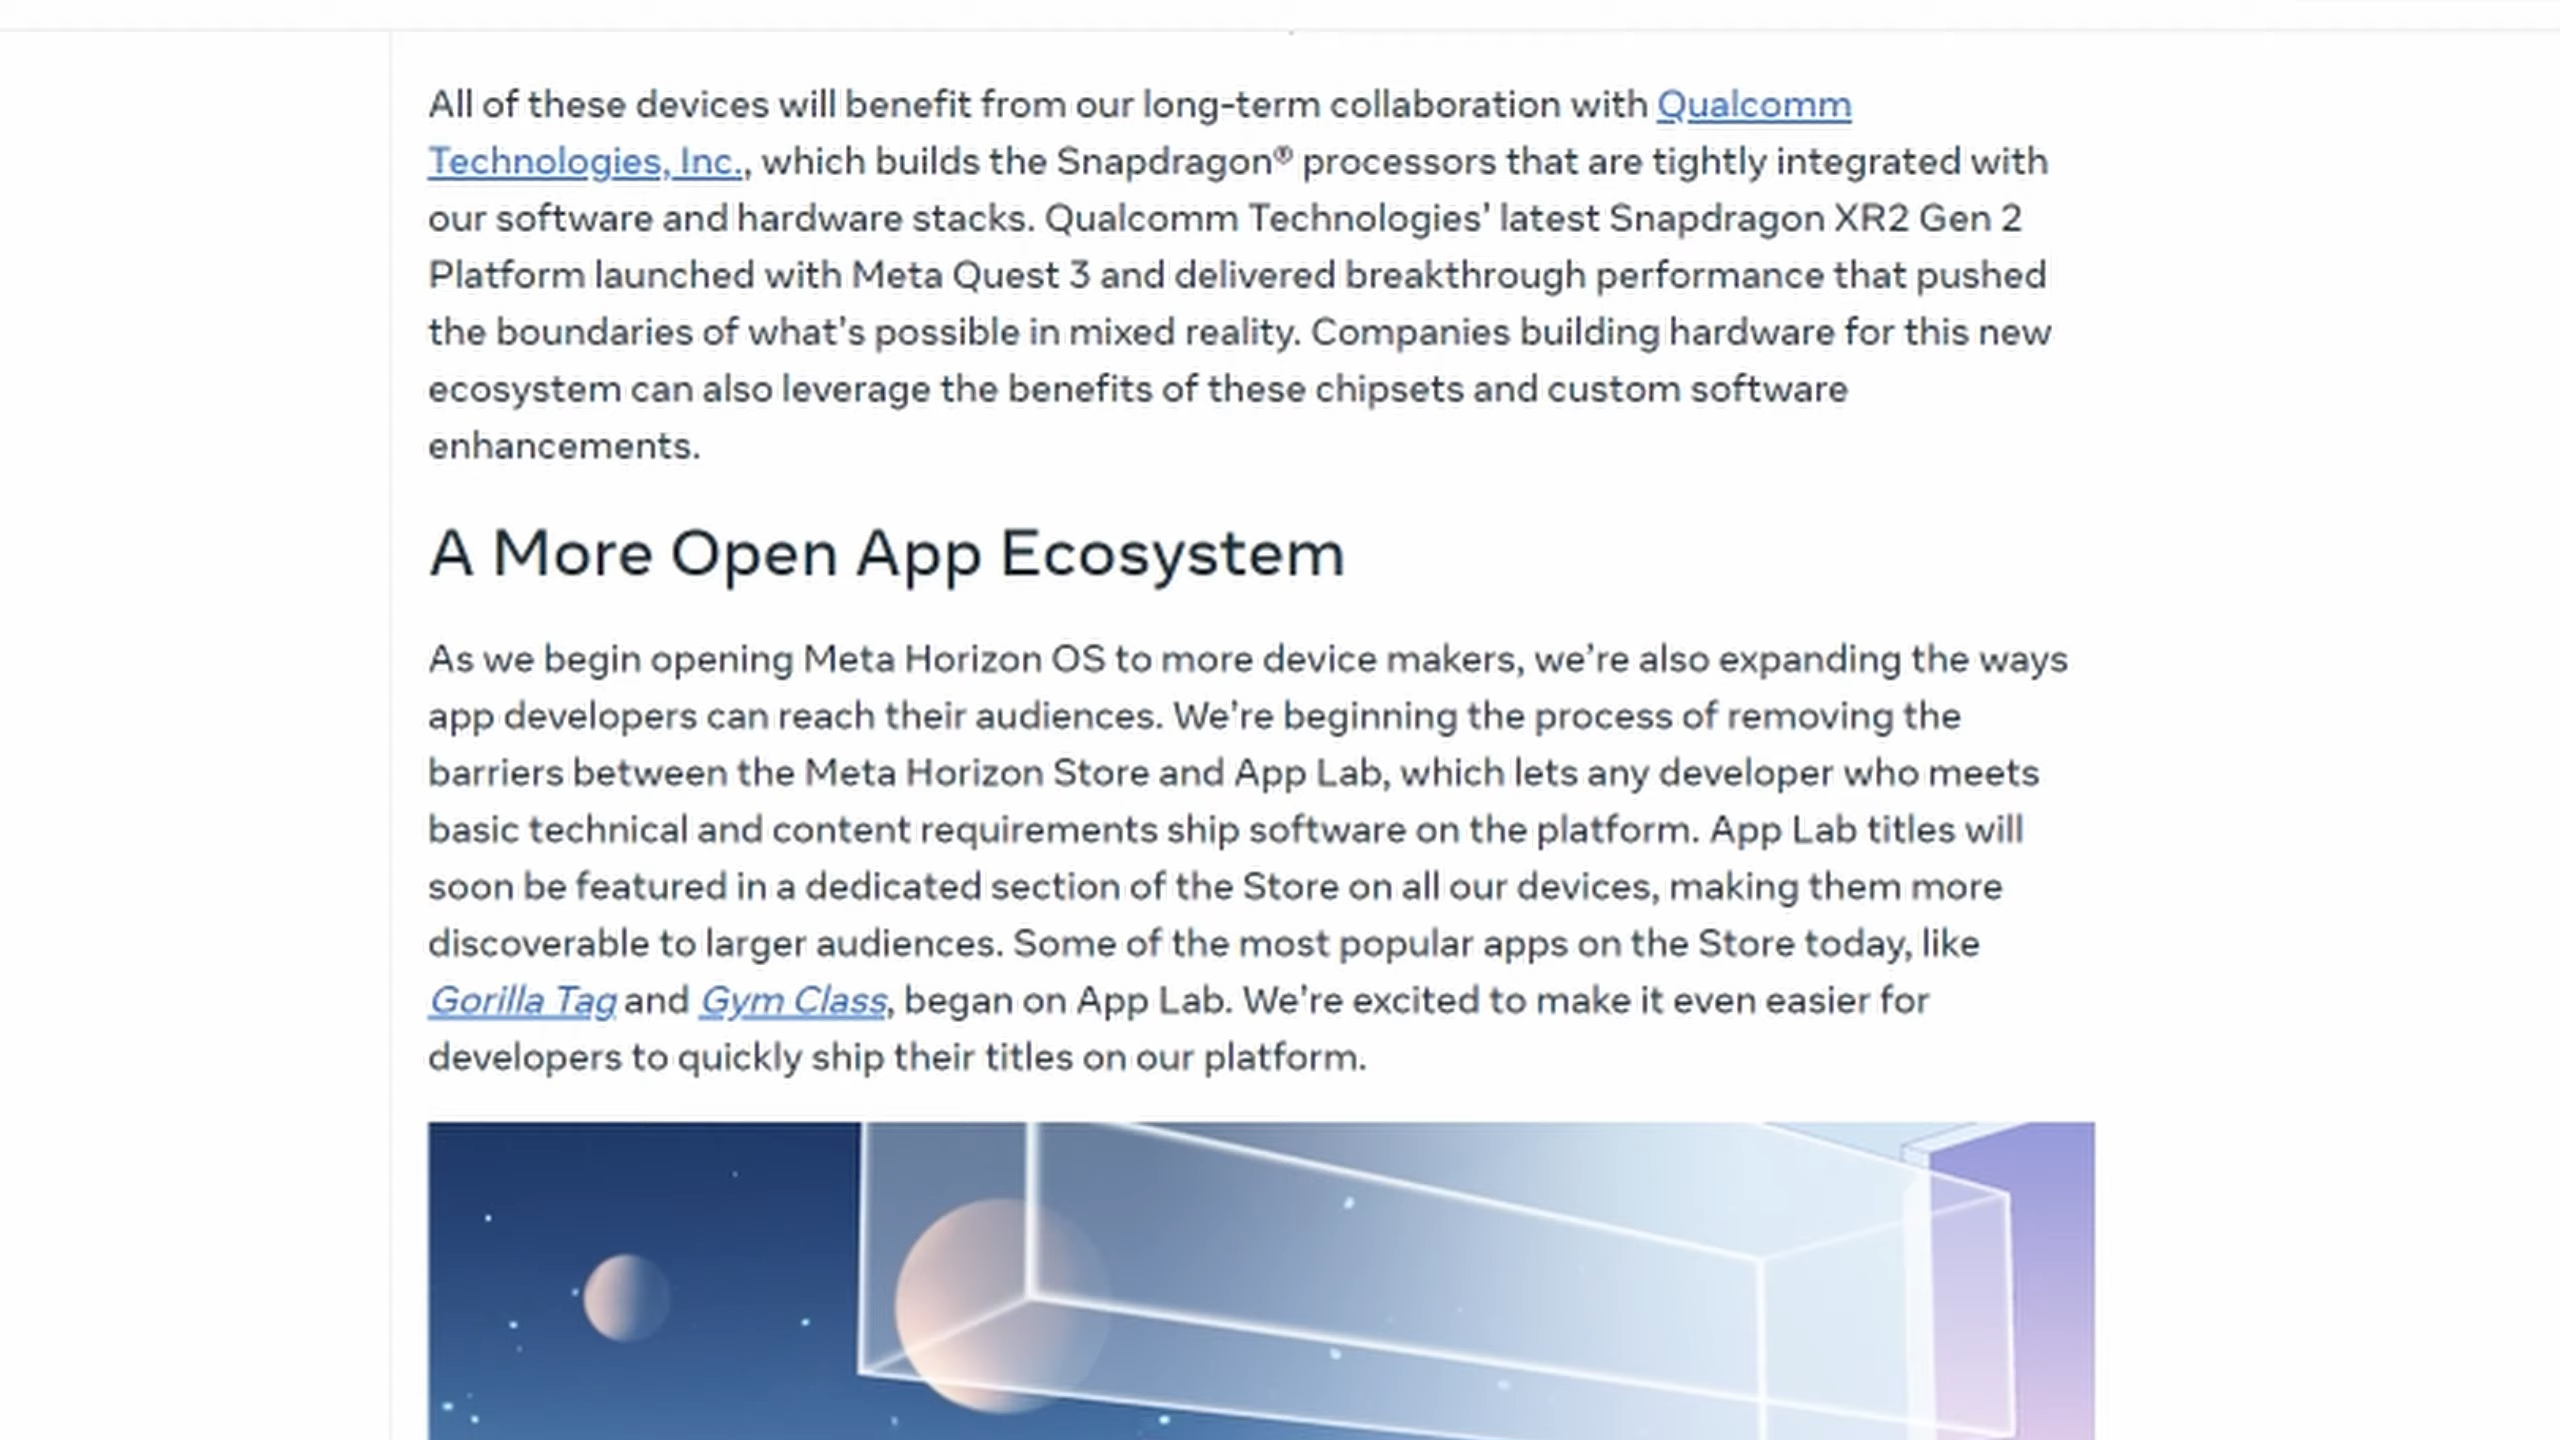 All of these devices will benefit from our long-term collaboration with Qualcomm
Technologies, Inc., which builds the Snapdragon® processors that are tightly integrated with
our software and hardware stacks. Qualcomm Technologies’ latest Snapdragon XR2 Gen 2
Platform launched with Meta Quest 3 and delivered breakthrough performance that pushed
the boundaries of what’s possible in mixed reality. Companies building hardware for this new
ecosystem can also leverage the benefits of these chipsets and custom software
enhancements.
A More Open App Ecosystem
As we begin opening Meta Horizon OS to more device makers, we’re also expanding the ways
app developers can reach their audiences. We’re beginning the process of removing the
barriers between the Meta Horizon Store and App Lab, which lets any developer who meets
basic technical and content requirements ship software on the platform. App Lab titles will
soon be featured in a dedicated section of the Store on all our devices, making them more
discoverable to larger audiences. Some of the most popular apps on the Store today, like
Gorilla Tag and Gym Class, began on App Lab. We’re excited to make it even easier for
developers to quickly ship their titles on our platform.